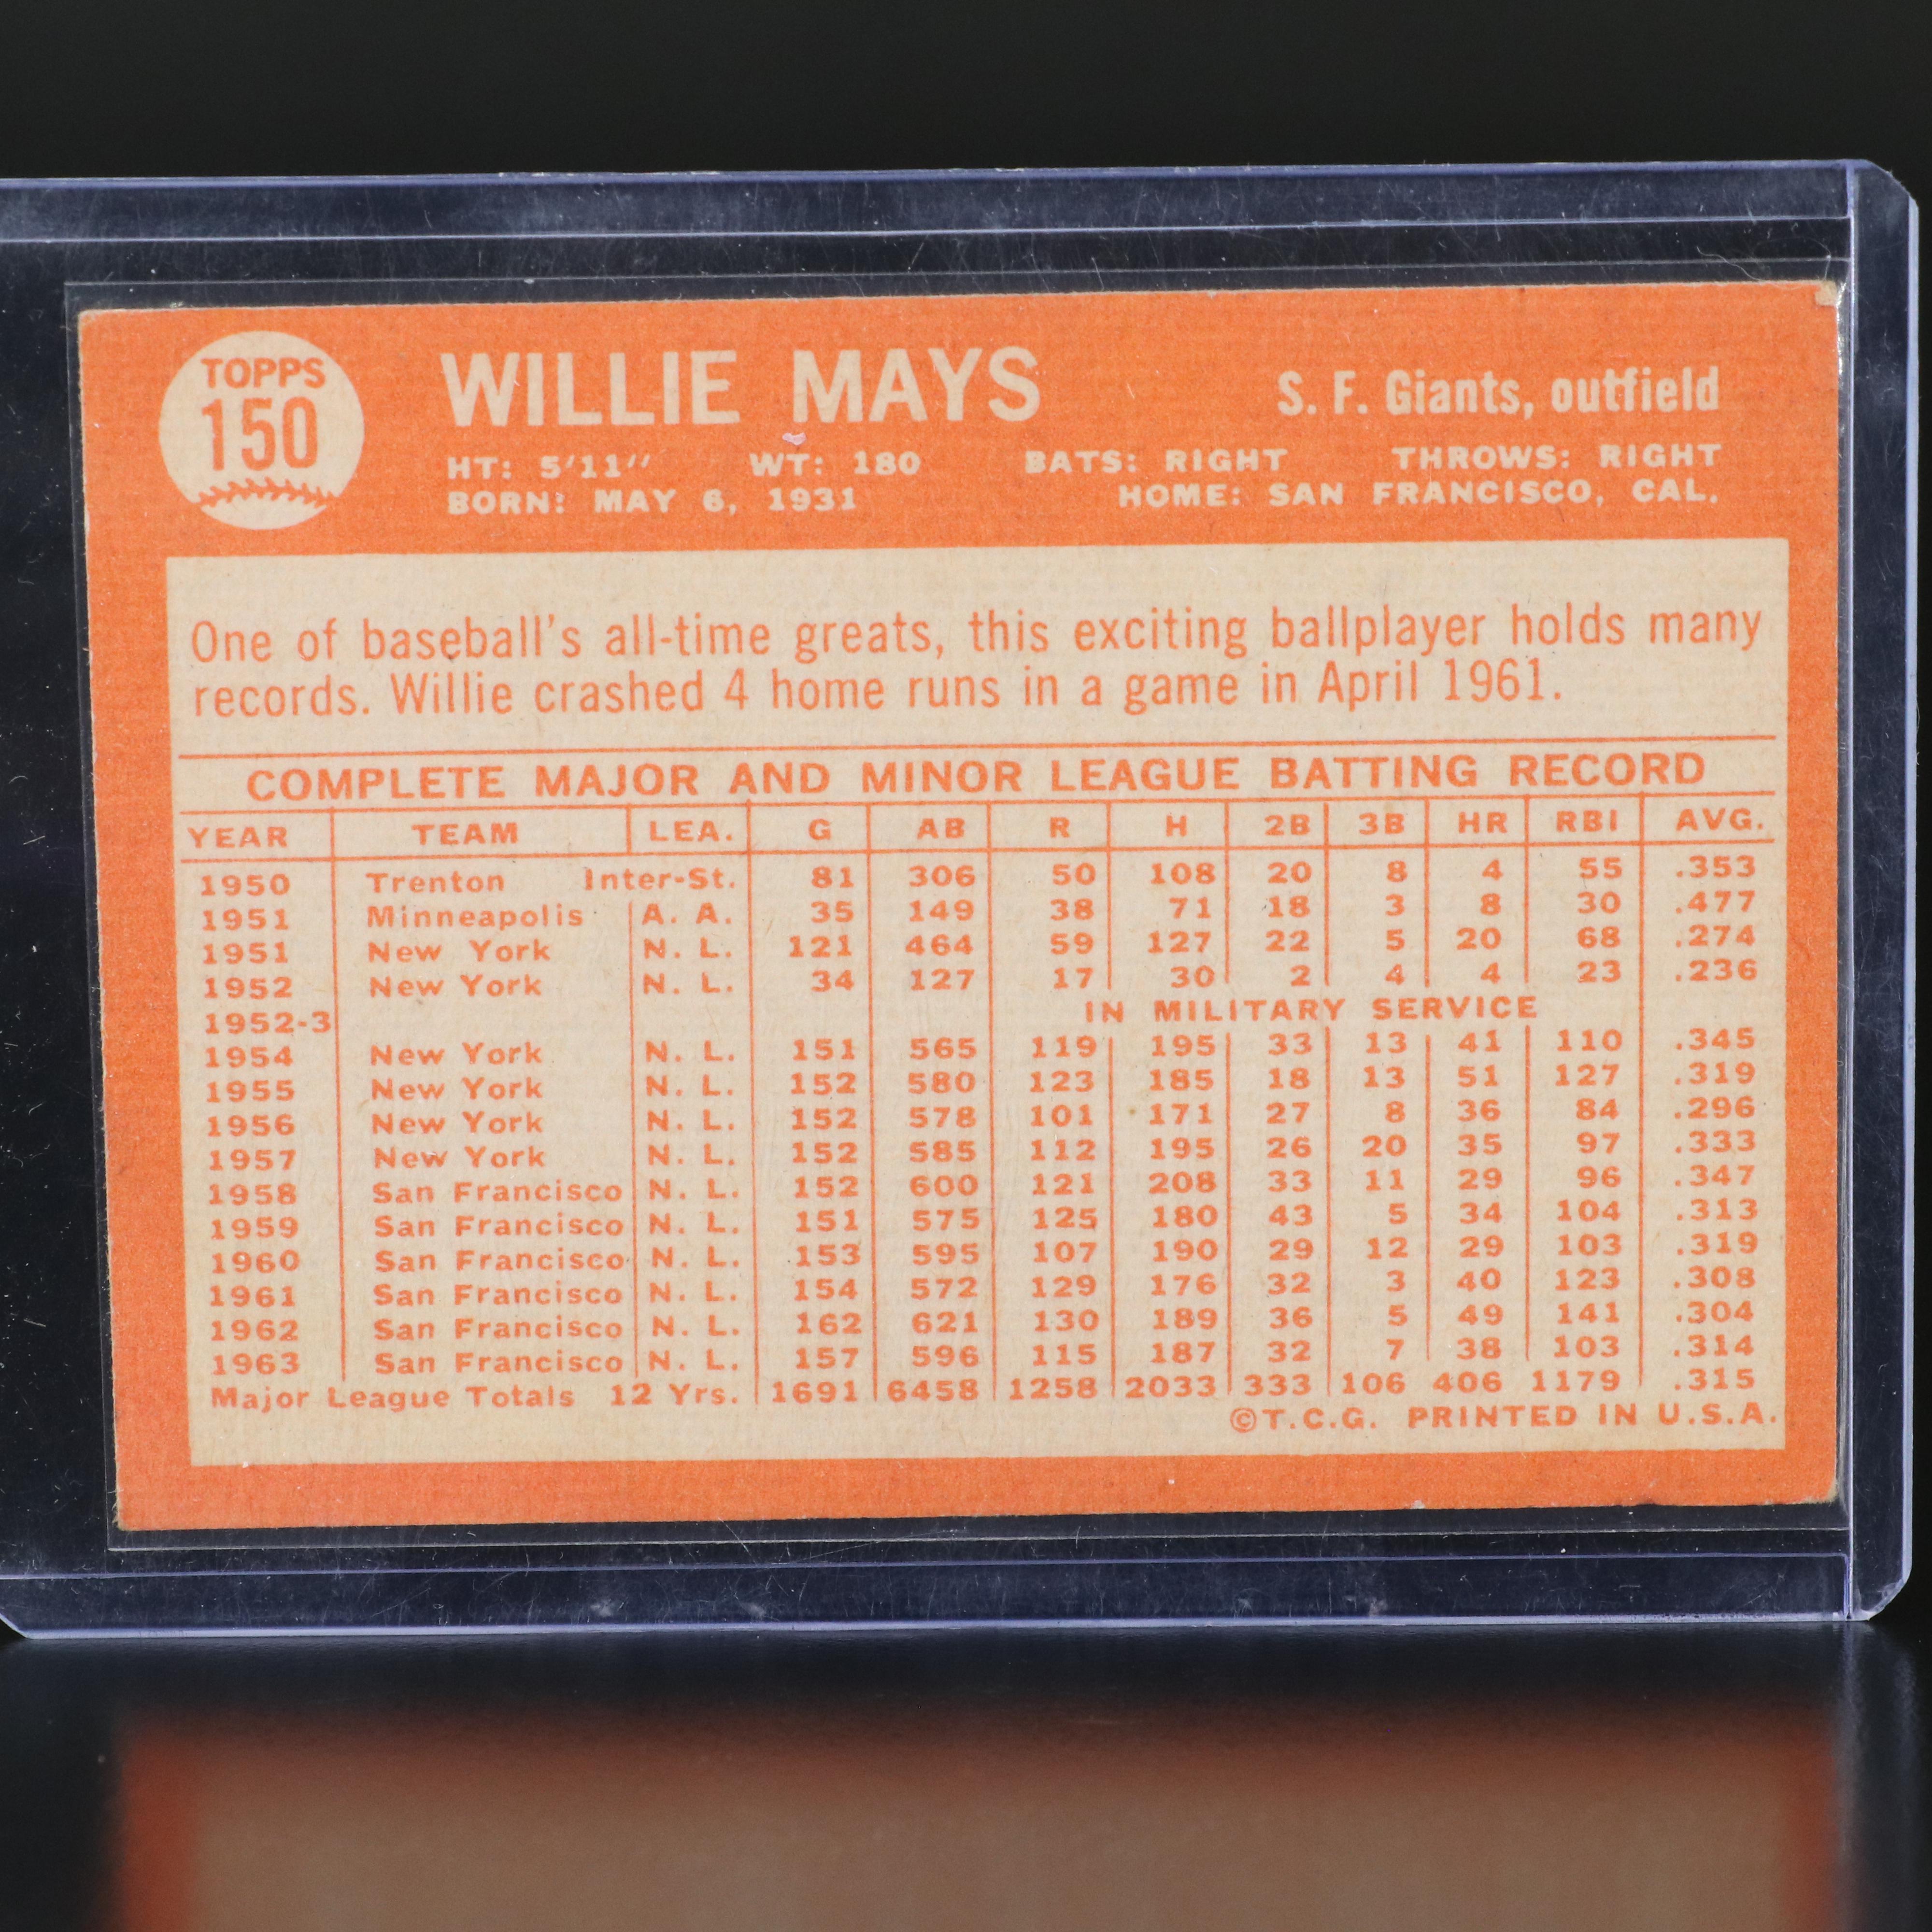 TOPPS
150
WILLIE MAYS
S. F. Giants, outfield
HT: 5'11" WT: 180 BATS: RIGHT THROWS: RIGHT
BORN: MAY 6, 1931 HOME: SAN FRANCISCO, CAL.
One of baseball's all-time greats, this exciting ballplayer holds many
records. Willie crashed 4 home runs in a game in April 1961.
COMPLETE MAJOR AND MINOR LEAGUE BATTING RECORD
YEAR TEAM LEA. G AB R H 2B 3B HR RBI AVG.
1950 Trenton Inter-St. 81 306 50 108 20 8 4 55 .353
1951 Minneapolis A. A. 35 149 38 71 18 3 8 30 .477
1951 New York N. L. 121 464 59 127 22 5 20 68 .274
1952 New York N. L. 34 127 17 30 2 4 4 23 .236
1952-3 IN MILITARY SERVICE
1954 New York N. L. 151 565 119 195 33 13 41 110 .345
1955 New York N. L. 152 580 123 185 18 13 51 127 .319
1956 New York N. L. 152 578 101 171 27 8 36 84 .296
1957 New York N. L. 152 585 112 195 26 20 35 97 .333
1958 San Francisco N. L. 152 600 121 208 33 11 29 96 .347
1959 San Francisco N. L. 151 575 125 180 43 5 34 104 .313
1960 San Francisco N. L. 153 595 107 190 29 12 29 103 .319
1961 San Francisco N. L. 154 572 129 176 32 3 40 123 .308
1962 San Francisco N. L. 162 621 130 189 36 5 49 141 .304
1963 San Francisco N. L. 157 596 115 187 32 7 38 103 .314
Major League Totals 12 Yrs. 1691 6458 1258 2033 333 106 406 1179 .315
©T.C.G. PRINTED IN U.S.A.